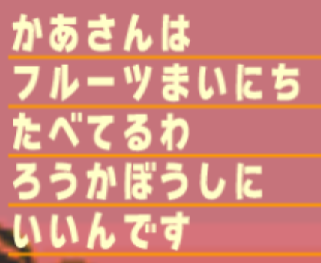 かあさんは
フルーツまいにち
たべてるわ
ろうかぼうしに
いいんです